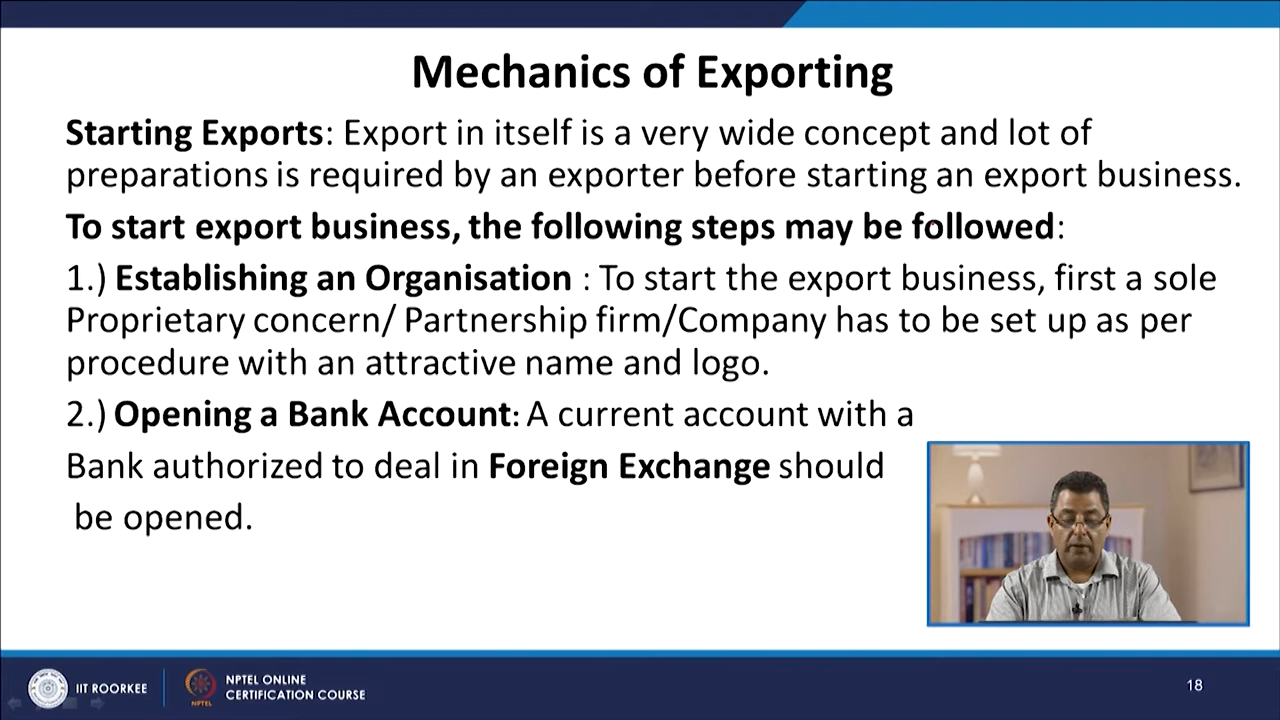 Mechanics of Exporting
Starting Exports: Export in itself is a very wide concept and lot of
preparations is required by an exporter before starting an export business.
To start export business, the following steps may be followed:
1.) Establishing an Organisation : To start the export business, first a sole
Proprietary concern/ Partnership firm/Company has to be set up as per
procedure with an attractive name and logo.
2.) Opening a Bank Account: A current account with a
Bank authorized to deal in Foreign Exchange should
be opened.
IIT ROORKEE
NPTEL
NPTEL ONLINE
CERTIFICATION COURSE
18